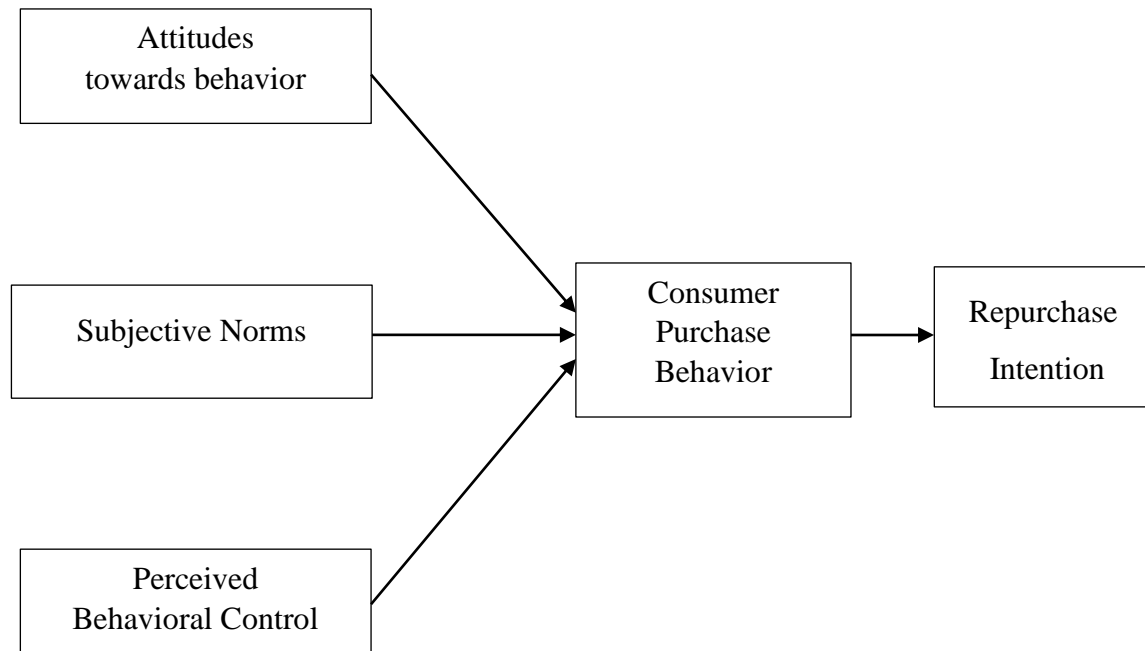 Attitudes
towards behavior
Subjective Norms
Consumer
Purchase
Behavior
Repurchase
Intention
Perceived
Behavioral Control